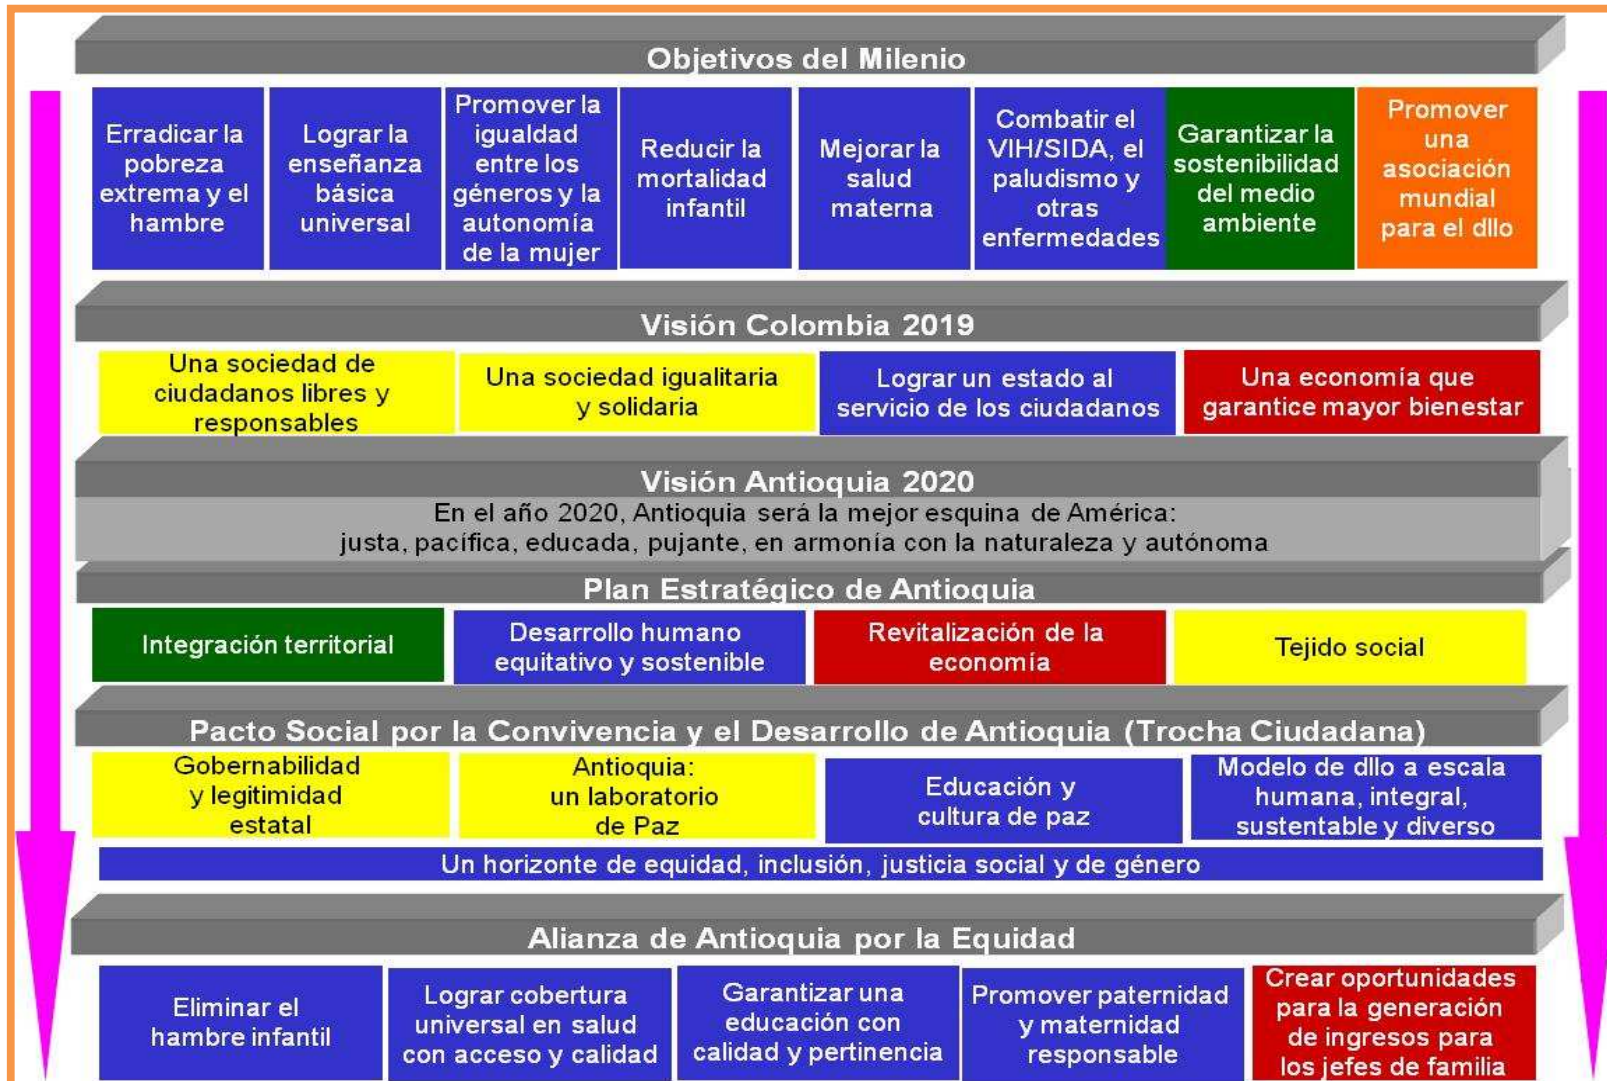 Objetivos del Milenio
Erradicar la
pobreza
extrema y el
hambre
Lograr la
enseñanza
básica
universal
Promover la
igualdad
entre los
géneros y la
autonomía
de la mujer
Reducir la
mortalidad
infantil
Mejorar la
salud
materna
Combatir el
VIH/SIDA, el
paludismo y
otras
enfermedades
Garantizar la
sostenibilidad
del medio
ambiente
Promover
una
asociación
mundial
para el dllo
Visión Colombia 2019
Una sociedad de
ciudadanos libres y
responsables
Una sociedad igualitaria
y solidaria
Lograr un estado al
servicio de los ciudadanos
Una economía que
garantice mayor bienestar
Visión Antioquia 2020
En el año 2020, Antioquia será la mejor esquina de América:
justa, pacífica, educada, pujante, en armonía con la naturaleza y autónoma
Plan Estratégico de Antioquia
Integración territorial
Desarrollo humano
equitativo y sostenible
Revitalización de la
economía
Tejido social
Pacto Social por la Convivencia y el Desarrollo de Antioquia (Trocha Ciudadana)
Gobernabilidad
y legitimidad
estatal
Antioquia:
un laboratorio
de Paz
Educación y
cultura de paz
Modelo de dllo a escala
humana, integral,
sustentable y diverso
Un horizonte de equidad, inclusión, justicia social y de género
Alianza de Antioquia por la Equidad
Eliminar el
hambre infantil
Lograr cobertura
universal en salud
con acceso y calidad
Garantizar una
educación con
calidad y pertinencia
Promover paternidad
y maternidad
responsable
Crear oportunidades
para la generación
de ingresos para
los jefes de familia